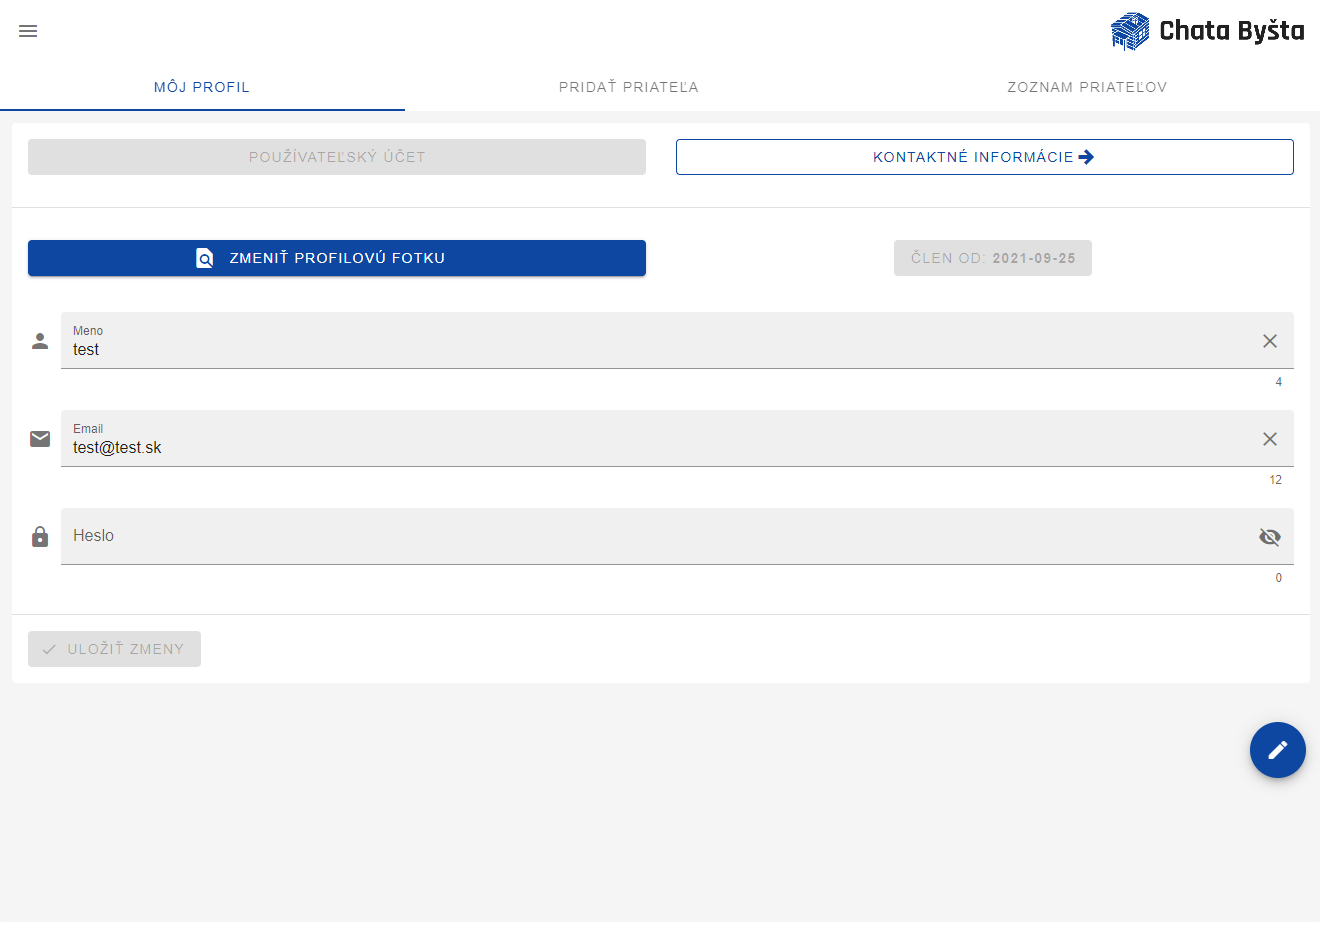 Chata Byšta
MÔJ PROFIL
PRIDAŤ PRIATEĽA
ZOZNAM PRIATEĽOV
POUŽÍVATEĽSKÝ ÚČET
KONTAKTNÉ INFORMÁCIE
ZMENIŤ PROFILOVÚ FOTKU
ČLEN OD: 2021-09-25
Meno
test
4
Email
test@test.sk
12
Heslo
0
ULOŽIŤ ZMENY